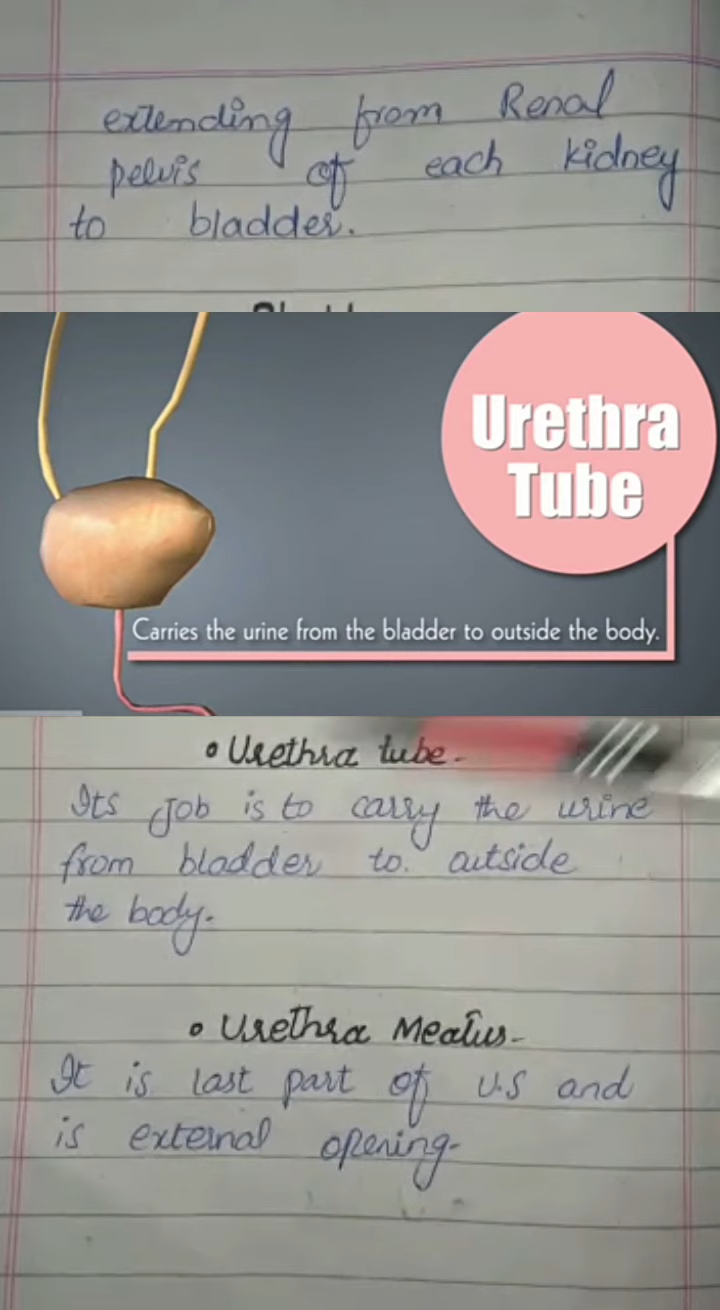 extending from Renal
pelvis of each kidney
to bladder.
Urethra
Tube
Carries the urine from the bladder to outside the body.
• Urethra tube -
Its Job is to carry the urine
from bladder to. outside
the body.
• Urethra Meatus -
It is last part of U.S and
is external opening-